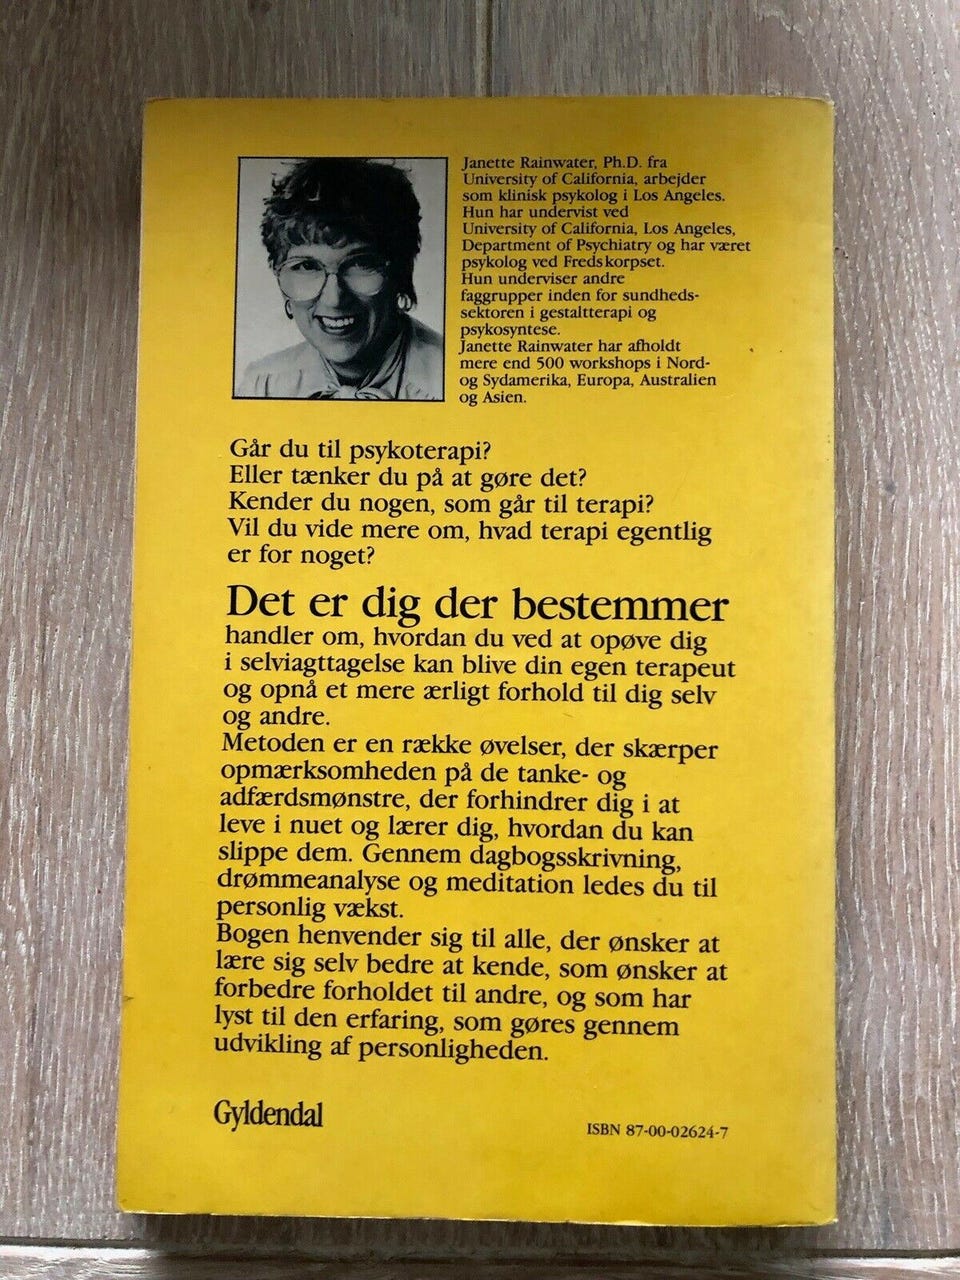 Janette Rainwater, Ph.D. fra
University of California, arbejder
som klinisk psykolog i Los Angeles.
Hun har undervist ved
University of California, Los Angeles,
Department of Psychiatry og har været
psykolog ved Fredskorpset.
Hun underviser andre
faggrupper inden for sundheds-
sektoren i gestaltterapi og
psykosyntese.
Janette Rainwater har afholdt
mere end 500 workshops i Nord-
og Sydamerika, Europa, Australien
og Asien.
Går du til psykoterapi?
Eller tænker du på at gøre det?
Kender du nogen, som går til terapi?
Vil du vide mere om, hvad terapi egentlig
er for noget?
Det er dig der bestemmer
handler om, hvordan du ved at opøve dig
i selviagttagelse kan blive din egen terapeut
og opnå et mere ærligt forhold til dig selv
og andre.
Metoden er en række øvelser, der skærper
opmærksomheden på de tanke- og
adfærdsmønstre, der forhindrer dig i at
leve i nuet og lærer dig, hvordan du kan
slippe dem. Gennem dagbogsskrivning,
drømmeanalyse og meditation ledes du til
personlig vækst.
Bogen henvender sig til alle, der ønsker at
lære sig selv bedre at kende, som ønsker at
forbedre forholdet til andre, og som har
lyst til den erfaring, som gøres gennem
udvikling af personligheden.
Gyldendal
ISBN 87-00-02624-7